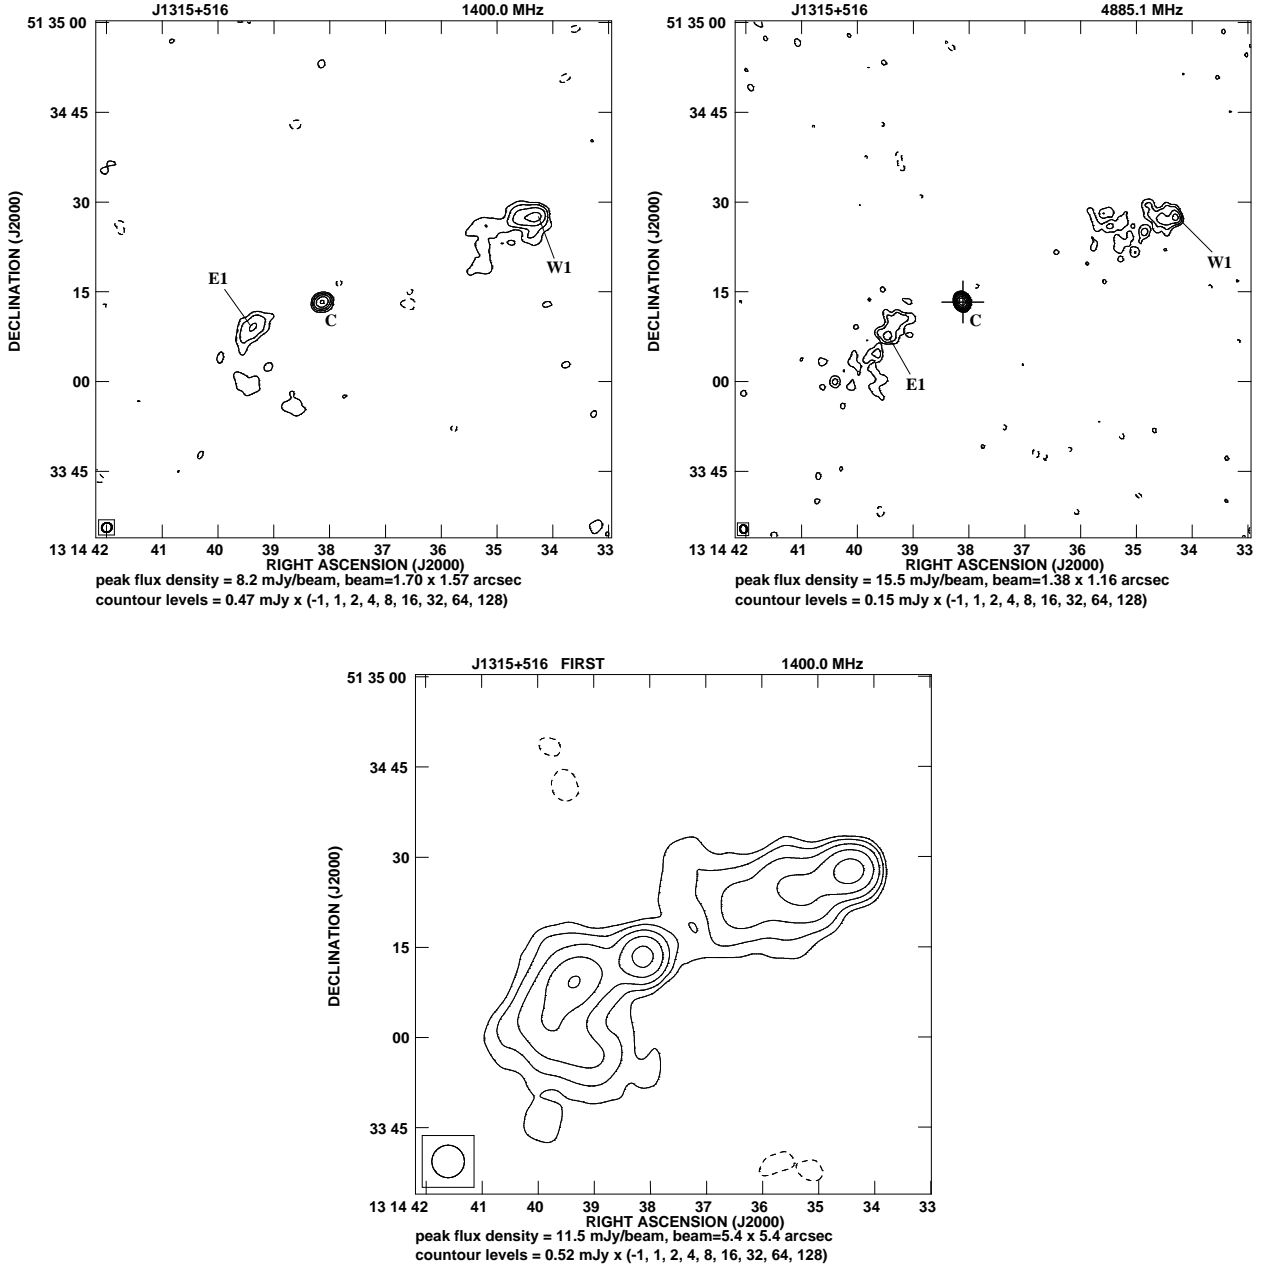 J1315+516 1400.0 MHz
51 35 00
34 45
30
15
00
33 45
DECLINATION (J2000)
E1
C
W1
13 14 42 41 40 39 38 37 36 35 34 33
RIGHT ASCENSION (J2000)
peak flux density = 8.2 mJy/beam, beam=1.70 x 1.57 arcsec
countour levels = 0.47 mJy x (-1, 1, 2, 4, 8, 16, 32, 64, 128)
J1315+516 4885.1 MHz
51 35 00
34 45
30
15
00
33 45
DECLINATION (J2000)
W1
C
E1
13 14 42 41 40 39 38 37 36 35 34 33
RIGHT ASCENSION (J2000)
peak flux density = 15.5 mJy/beam, beam=1.38 x 1.16 arcsec
countour levels = 0.15 mJy x (-1, 1, 2, 4, 8, 16, 32, 64, 128)
J1315+516 FIRST 1400.0 MHz
51 35 00
34 45
30
15
00
33 45
DECLINATION (J2000)
13 14 42 41 40 39 38 37 36 35 34 33
RIGHT ASCENSION (J2000)
peak flux density = 11.5 mJy/beam, beam=5.4 x 5.4 arcsec
countour levels = 0.52 mJy x (-1, 1, 2, 4, 8, 16, 32, 64, 128)